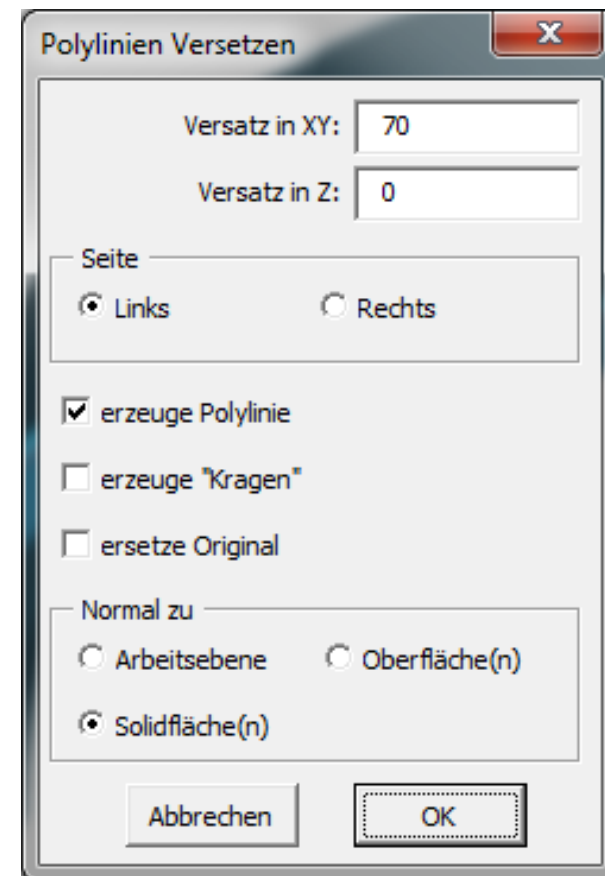 Polylinien Versetzen
Versatz in XY: 70
Versatz in Z: 0
Seite
Links Rechts
erzeuge Polylinie
erzeuge "Kragen"
ersetze Original
Normal zu
Arbeitsebene Oberfläche(n)
Solidfläche(n)
Abbrechen OK